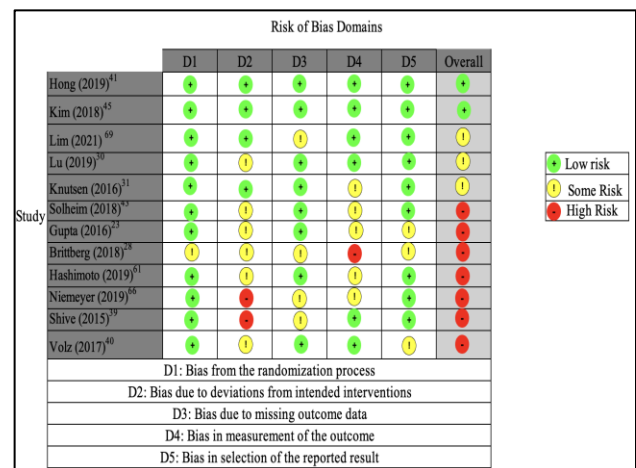 Risk of Bias Domains
D1 D2 D3 D4 D5 Overall
Hong (2019)41 + + + + + +
Kim (2018)45 + + + + + +
Lim (2021) 69 + + ! + + !
Lu (2019)30 + ! + + + !
Knutsen (2016)31 + + + ! + !
Solheim (2018)43 + ! + ! + -
Gupta (2016)23 + ! + ! ! -
Brittberg (2018)28 ! ! ! - ! -
Hashimoto (2019)61 + ! + ! + -
Niemeyer (2019)66 + - ! ! + -
Shive (2015)39 + - ! + + -
Volz (2017)40 + ! + + ! -
Study
D1: Bias from the randomization process
D2: Bias due to deviations from intended interventions
D3: Bias due to missing outcome data
D4: Bias in measurement of the outcome
D5: Bias in selection of the reported result
+ Low risk
! Some Risk
- High Risk